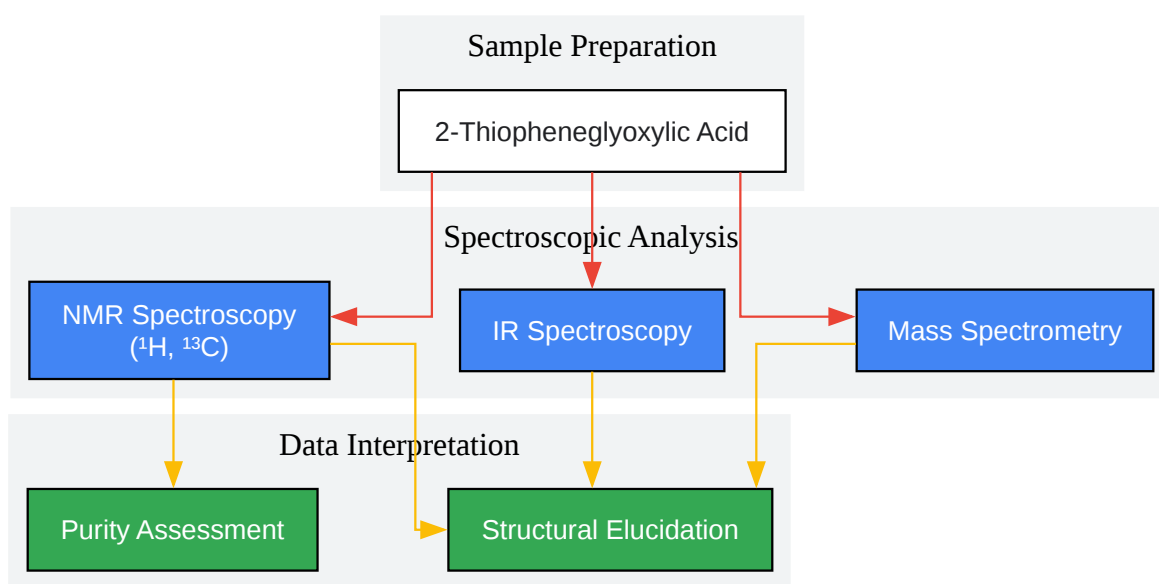 Sample Preparation
2-Thiopheneglyoxylic Acid
Spectroscopic Analysis
NMR Spectroscopy
(¹H, ¹³C)
IR Spectroscopy
Mass Spectrometry
Data Interpretation
Purity Assessment
Structural Elucidation